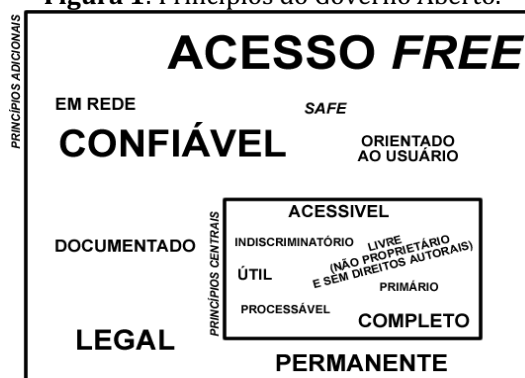 Figura 1. Princípios do Governo Aberto.
PRINCÍPIOS ADICIONAIS
ACESSO FREE
EM REDE
SAFE
CONFIÁVEL
ORIENTADO
AO USUÁRIO
DOCUMENTADO
PRINCÍPIOS CENTRAIS
ACESSIVEL
INDISCRIMINATÓRIO
LIVRE
(NÃO PROPRIETÁRIO
E SEM DIREITOS AUTORAIS)
ÚTIL
PRIMÁRIO
PROCESSÁVEL
COMPLETO
LEGAL
PERMANENTE